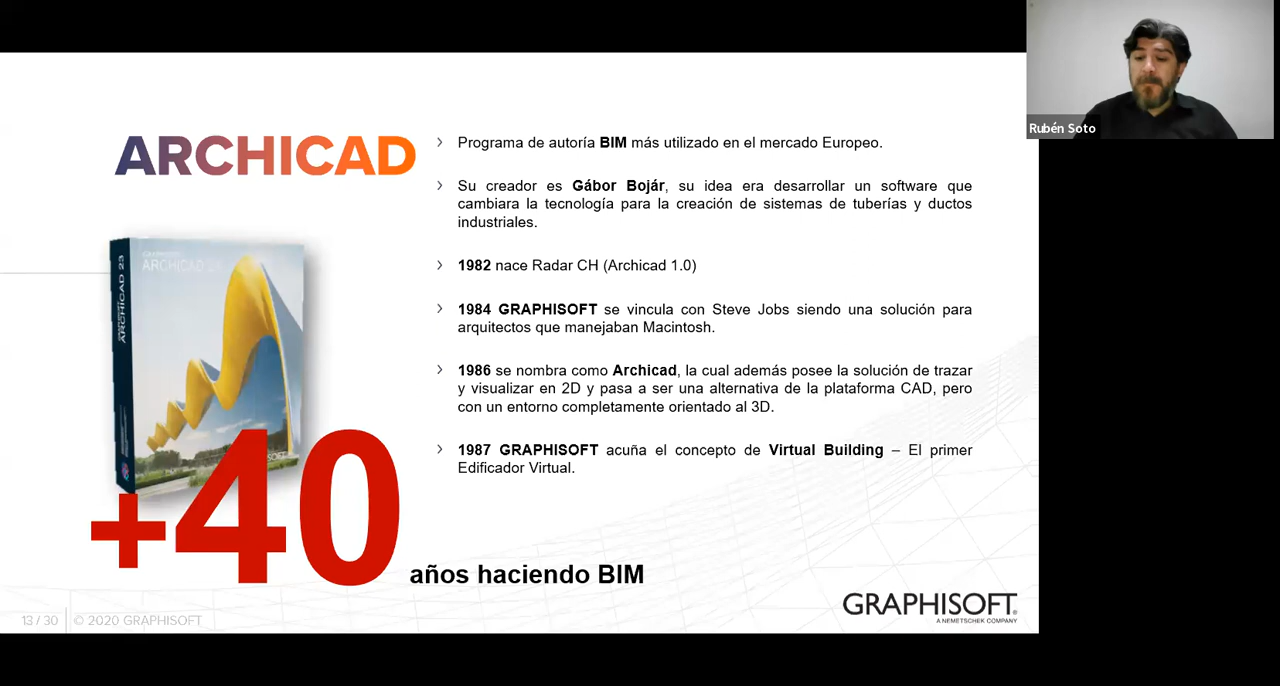 Rubén Soto
ARCHICAD
Programa de autoría BIM más utilizado en el mercado Europeo.
Su creador es Gábor Bojár, su idea era desarrollar un software que
cambiara la tecnología para la creación de sistemas de tuberías y ductos
industriales.
1982 nace Radar CH (Archicad 1.0)
1984 GRAPHISOFT se vincula con Steve Jobs siendo una solución para
arquitectos que manejaban Macintosh.
1986 se nombra como Archicad, la cual además posee la solución de trazar
y visualizar en 2D y pasa a ser una alternativa de la plataforma CAD, pero
con un entorno completamente orientado al 3D.
1987 GRAPHISOFT acuña el concepto de Virtual Building – El primer
Edificador Virtual.
ARCHICAD 23
ARCHICAD 23
+40
años haciendo BIM
GRAPHISOFT®
A NEMETSCHEK COMPANY
13 / 30 © 2020 GRAPHISOFT